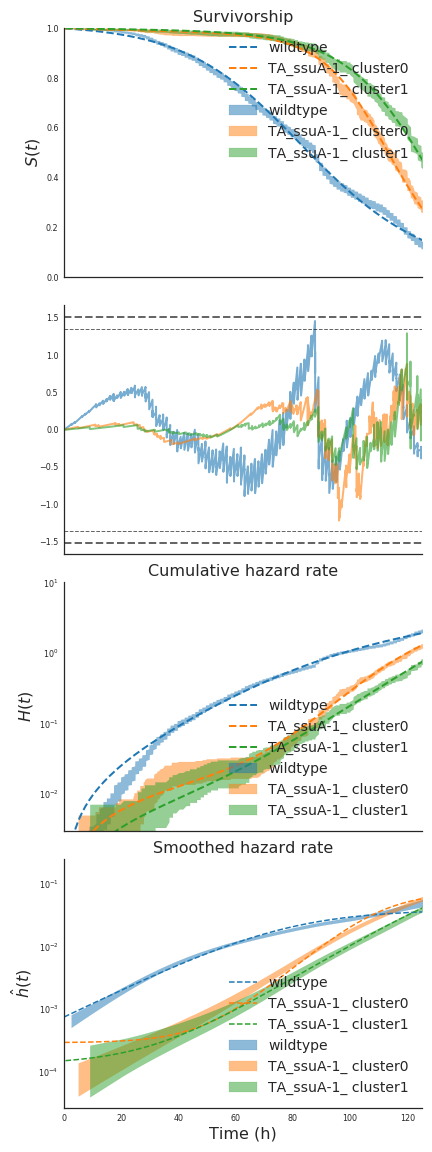 Survivorship
1.0
0.8
0.6
0.4
0.2
0.0
S(t)
wildtype
TA_ssuA-1_ cluster0
TA_ssuA-1_ cluster1
wildtype
TA_ssuA-1_ cluster0
TA_ssuA-1_ cluster1
1.5
1.0
0.5
0.0
−0.5
−1.0
−1.5
Cumulative hazard rate
10¹
10⁰
10⁻¹
10⁻²
H(t)
wildtype
TA_ssuA-1_ cluster0
TA_ssuA-1_ cluster1
wildtype
TA_ssuA-1_ cluster0
TA_ssuA-1_ cluster1
Smoothed hazard rate
10⁻¹
10⁻²
10⁻³
10⁻⁴
ĥ(t)
wildtype
TA_ssuA-1_ cluster0
TA_ssuA-1_ cluster1
wildtype
TA_ssuA-1_ cluster0
TA_ssuA-1_ cluster1
0 20 40 60 80 100 120
Time (h)